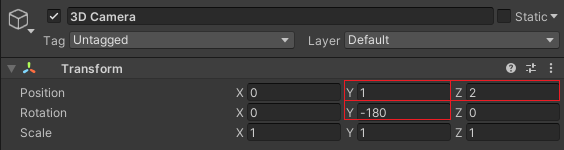 3D Camera Static
Tag Untagged Layer Default
Transform
Position X 0 Y 1 Z 2
Rotation X 0 Y -180 Z 0
Scale X 1 Y 1 Z 1